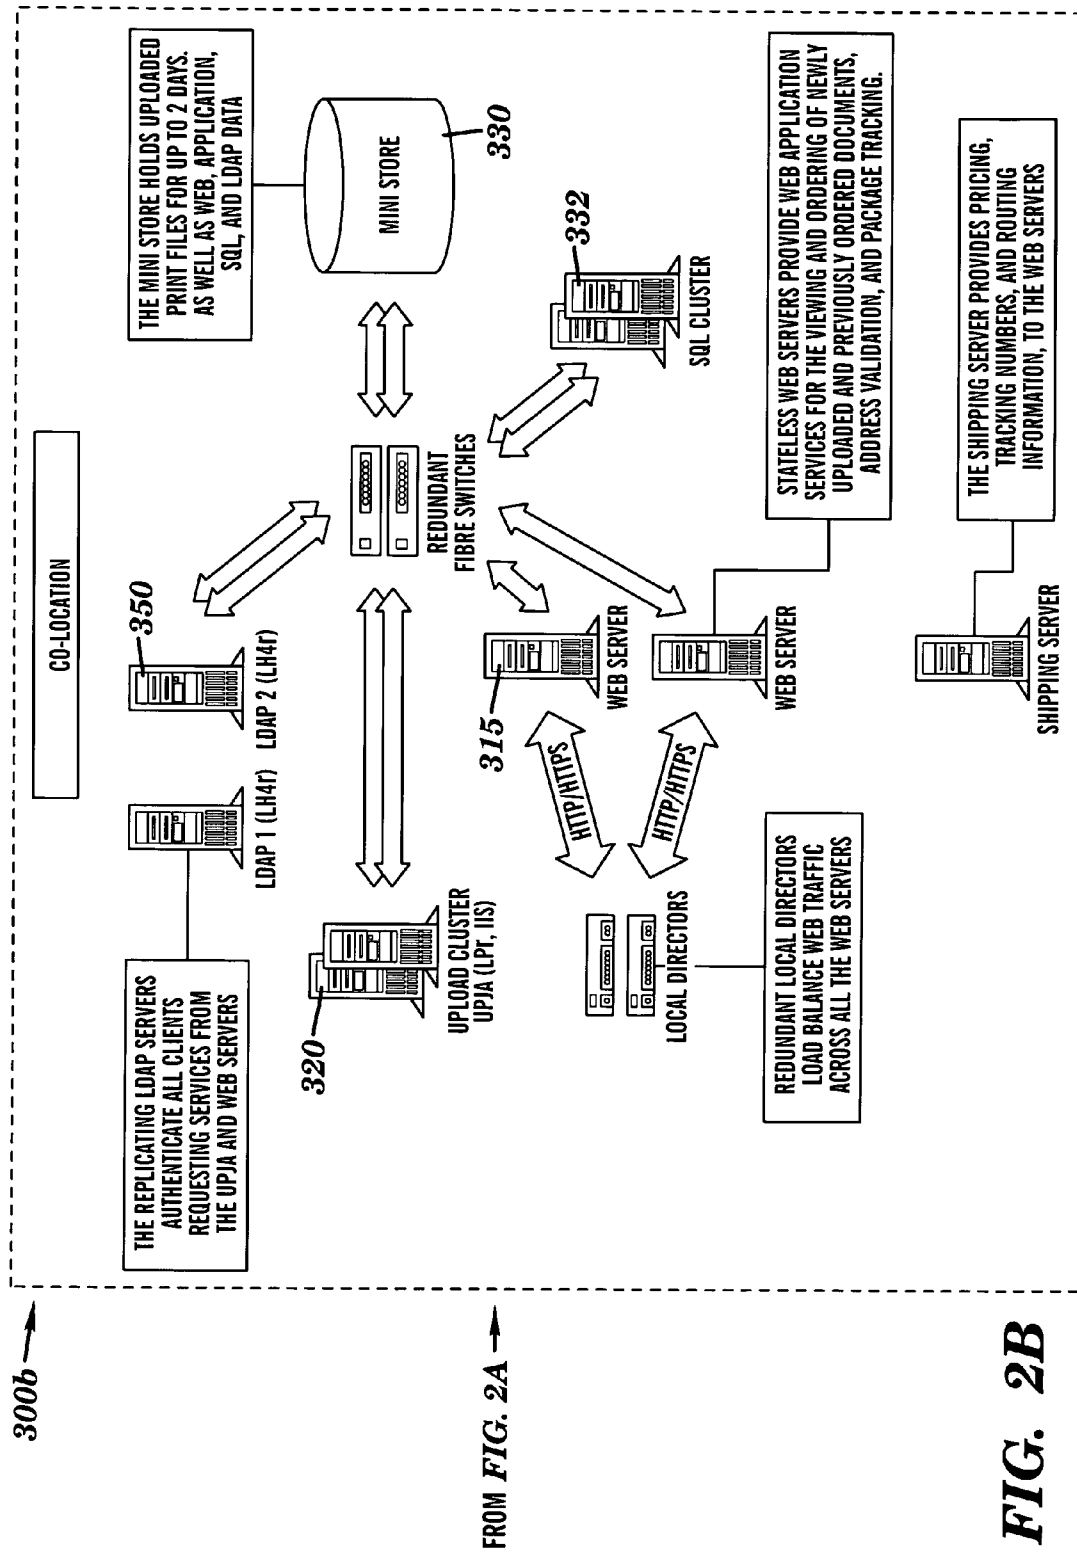 300b
CO-LOCATION
THE REPLICATING LDAP SERVERS
AUTHENTICATE ALL CLIENTS
REQUESTING SERVICES FROM
THE UPJA AND WEB SERVERS
LDAP 1 (LH4r)
LDAP 2 (LH4r)
350
THE MINI STORE HOLDS UPLOADED
PRINT FILES FOR UP TO 2 DAYS.
AS WELL AS WEB, APPLICATION,
SQL, AND LDAP DATA
MINI STORE
330
320
UPLOAD CLUSTER
UPJA (LPr, IIS)
REDUNDANT
FIBRE SWITCHES
332
SQL CLUSTER
FROM FIG. 2A
315
WEB SERVER
HTTP/HTTPS
HTTP/HTTPS
WEB SERVER
LOCAL DIRECTORS
REDUNDANT LOCAL DIRECTORS
LOAD BALANCE WEB TRAFFIC
ACROSS ALL THE WEB SERVERS
STATELESS WEB SERVERS PROVIDE WEB APPLICATION
SERVICES FOR THE VIEWING AND ORDERING OF NEWLY
UPLOADED AND PREVIOUSLY ORDERED DOCUMENTS,
ADDRESS VALIDATION, AND PACKAGE TRACKING.
SHIPPING SERVER
THE SHIPPING SERVER PROVIDES PRICING,
TRACKING NUMBERS, AND ROUTING
INFORMATION, TO THE WEB SERVERS
FIG. 2B